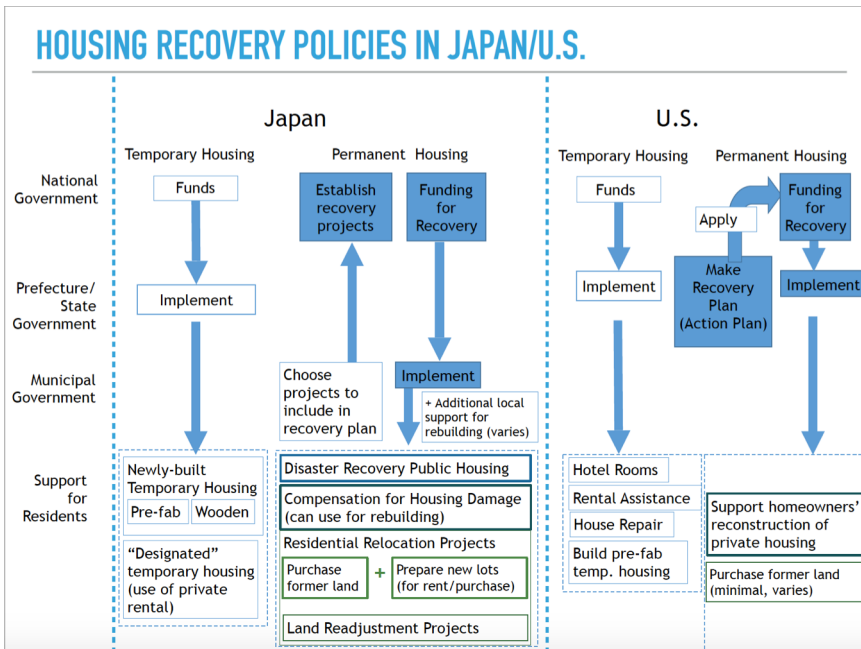 HOUSING RECOVERY POLICIES IN JAPAN/U.S.
Japan
U.S.
Temporary Housing
Permanent Housing
Temporary Housing
Permanent Housing
National
Government
Funds
Establish
recovery
projects
Funding
for
Recovery
Funds
Apply
Funding
for
Recovery
Prefecture/
State
Government
Implement
Implement
Make
Recovery
Plan
(Action Plan)
Implement
Municipal
Government
Choose
projects to
include in
recovery plan
Implement
+ Additional local
support for
rebuilding (varies)
Support
for
Residents
Newly-built
Temporary Housing
Pre-fab
Wooden
“Designated”
temporary housing
(use of private
rental)
Disaster Recovery Public Housing
Compensation for Housing Damage
(can use for rebuilding)
Residential Relocation Projects
Purchase
former land
+
Prepare new lots
(for rent/purchase)
Land Readjustment Projects
Hotel Rooms
Rental Assistance
House Repair
Build pre-fab
temp. housing
Support homeowners’
reconstruction of
private housing
Purchase former land
(minimal, varies)